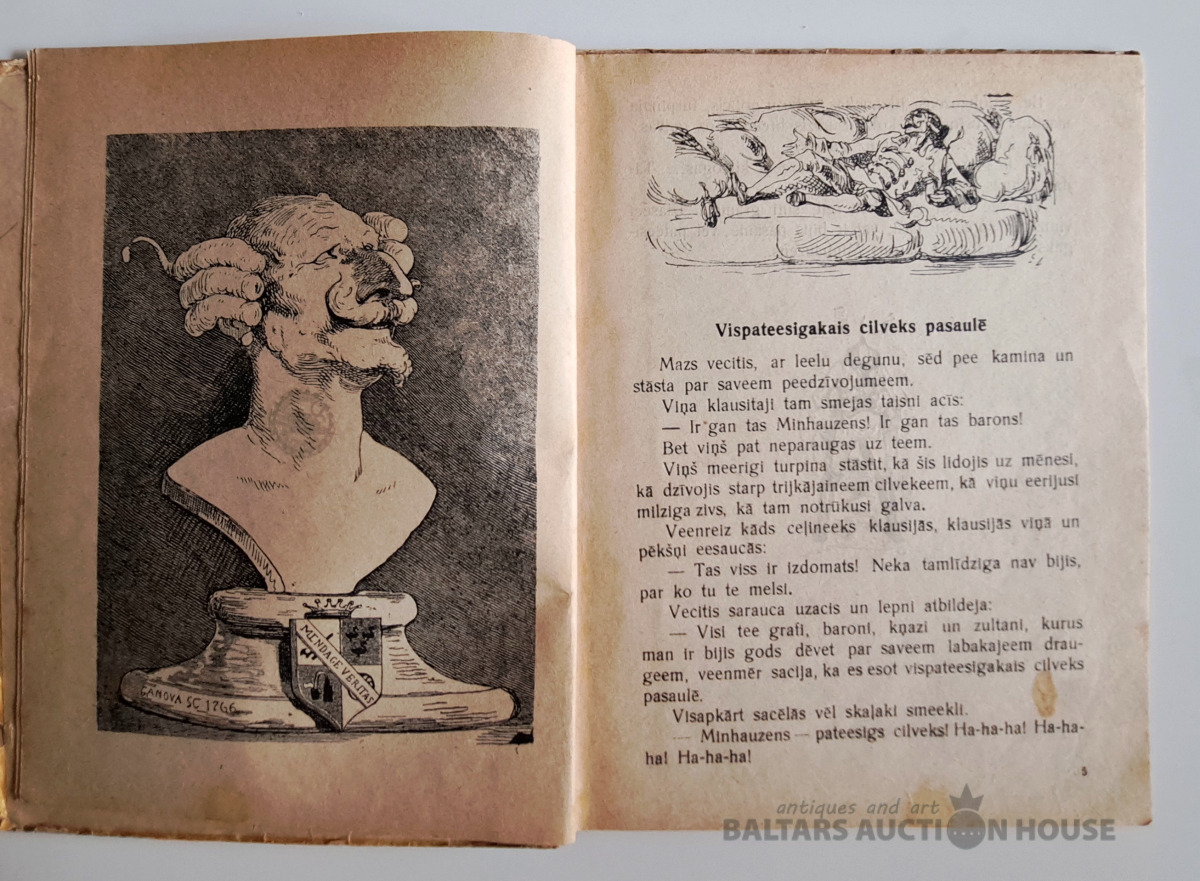 MENDACE VERITAS
CANOVA SC 1766
Vispateesigakais cilveks pasaulē
Mazs vecitis, ar leelu degunu, sēd pee kamina un
stāsta par saveem peedzīvojumeem.
Viņa klausitaji tam smejas taisni acīs:
— Ir gan tas Minhauzens! Ir gan tas barons!
Bet viņš pat neparaugas uz teem.
Viņš meerigi turpina stāstit, kā šis lidojis uz mēnesi,
kā dzīvojis starp trijkājaineem cilvekeem, kā viņu eerijusi
milziga zivs, kā tam notrūkusi galva.
Veenreiz kāds ceļineeks klausijās, klausijās viņā un
pēkšņi eesaucās:
— Tas viss ir izdomats! Neka tamlīdziga nav bijis,
par ko tu te melsi.
Vecitis sarauca uzacis un lepni atbildeja:
— Visi tee grafi, baroni, kņazi un zultani, kurus
man ir bijis gods dēvet par saveem labakajeem drau-
geem, veenmēr sacija, ka es esot vispateesigakais cilveks
pasaulē.
Visapkārt sacēlās vēl skaļaki smeekli.
— Minhauzens — pateesigs cilveks! Ha-ha-ha! Ha-ha-
ha! Ha-ha-ha!
5
antiques and art
BALTARS AUCTION HOUSE